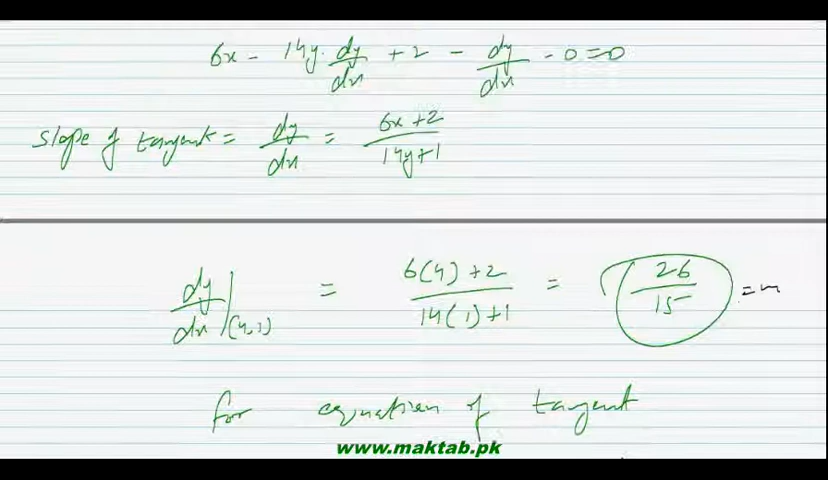 6x - 14y. dy/dx + 2 - dy/dx - 0 = 0
Slope of tangent = dy/dx = 6x+2/14y+1
dy/dx|(4,1) = 6(4)+2/14(1)+1 = 26/15 = m
for equation of tangent
www.maktab.pk